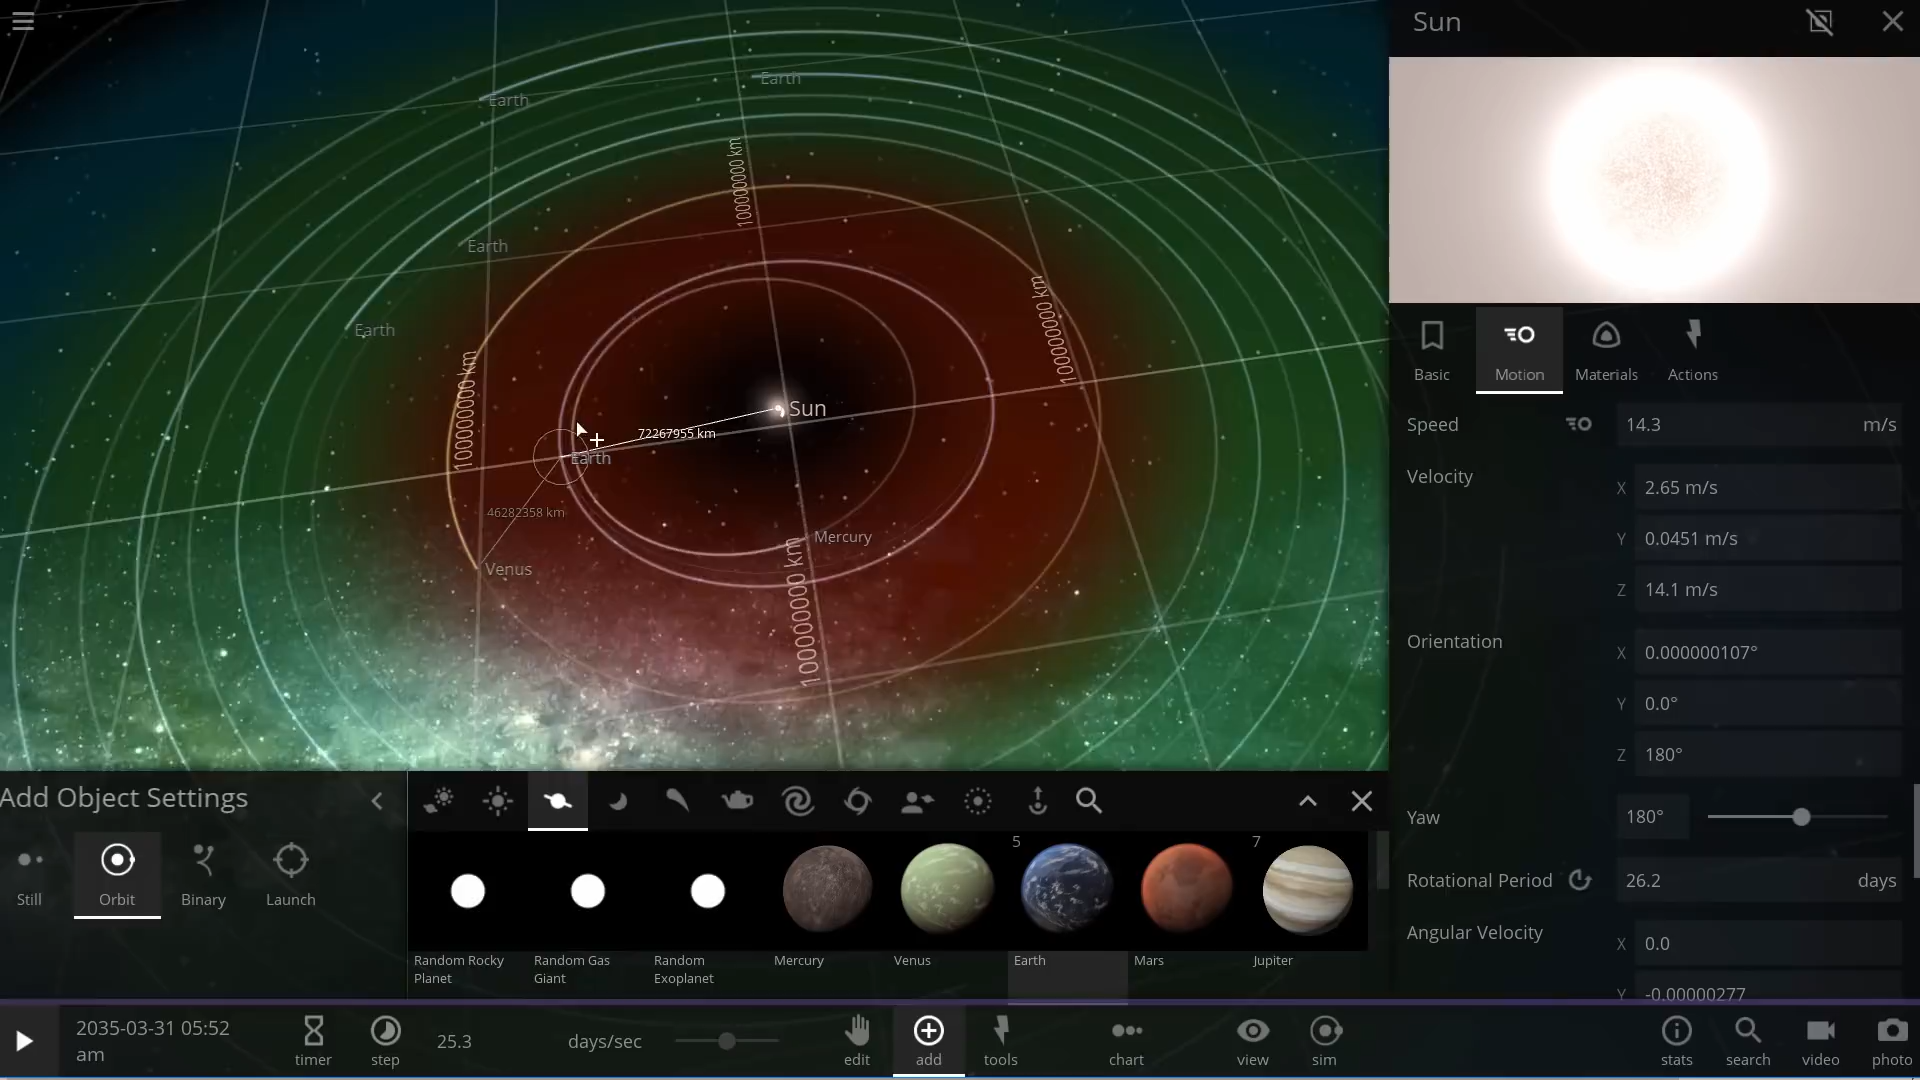 Sun
Earth
Earth
10000000 km
Earth
Earth
10000000 km
10000000 km
Sun
72267955 km
Earth
46282358 km
Mercury
10000000 km
Venus
Basic
Motion
Materials
Actions
Speed
14.3 m/s
Velocity
X 2.65 m/s
Y 0.0451 m/s
Z 14.1 m/s
Orientation
X 0.000000107°
Y 0.0°
Z 180°
Yaw
180°
Rotational Period
26.2 days
Angular Velocity
X 0.0
Y -0.00000277
Add Object Settings
Still
Orbit
Binary
Launch
5
7
Random Rocky
Planet
Random Gas
Giant
Random
Exoplanet
Mercury
Venus
Earth
Mars
Jupiter
2035-03-31 05:52
am
timer
step
25.3 days/sec
edit
add
tools
chart
view
sim
stats
search
video
photo